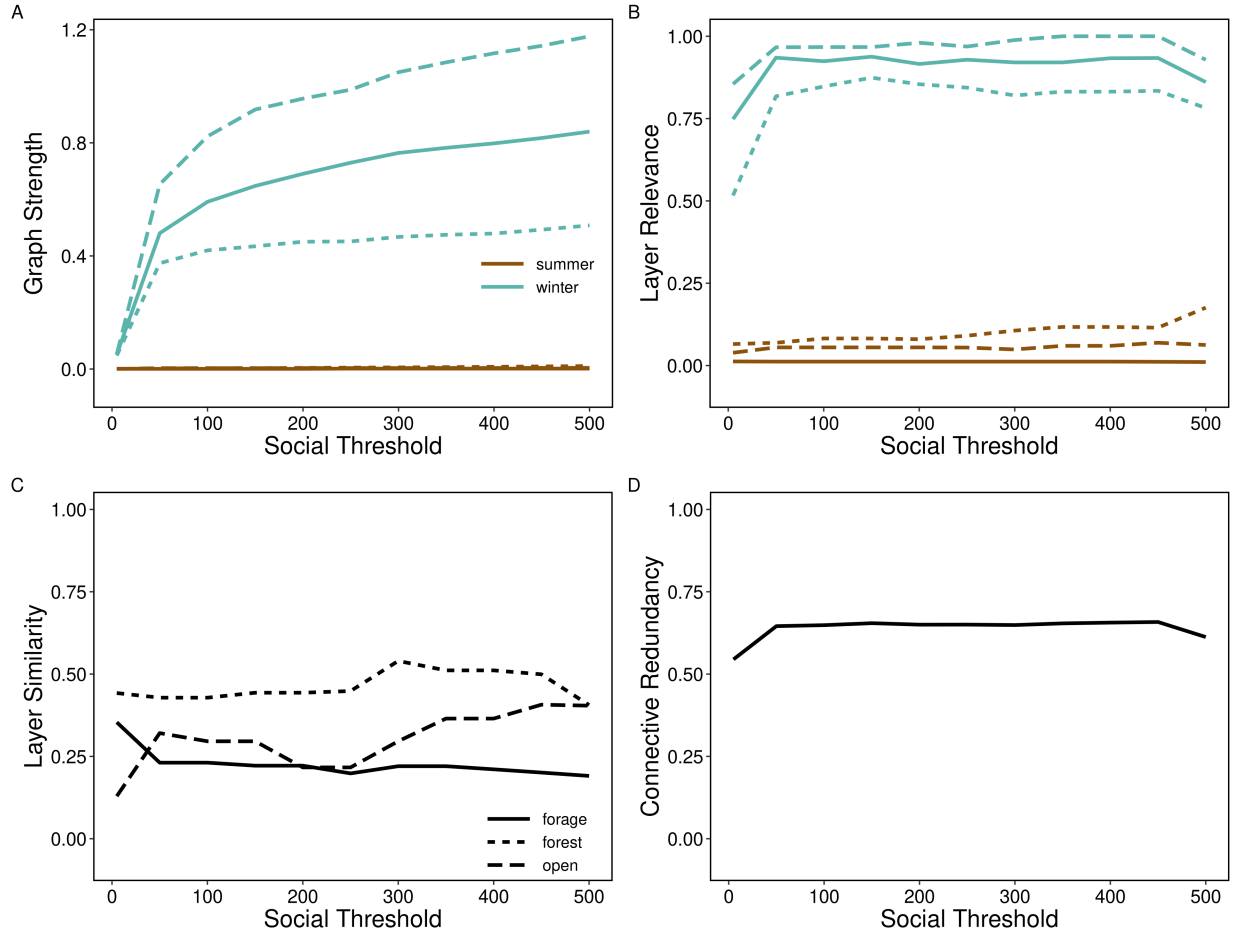 A
Graph Strength
1.2
0.8
0.4
0.0
summer
winter
0 100 200 300 400 500
Social Threshold
B
Layer Relevance
1.00
0.75
0.50
0.25
0.00
0 100 200 300 400 500
Social Threshold
C
Layer Similarity
1.00
0.75
0.50
0.25
0.00
forage
forest
open
0 100 200 300 400 500
Social Threshold
D
Connective Redundancy
1.00
0.75
0.50
0.25
0.00
0 100 200 300 400 500
Social Threshold